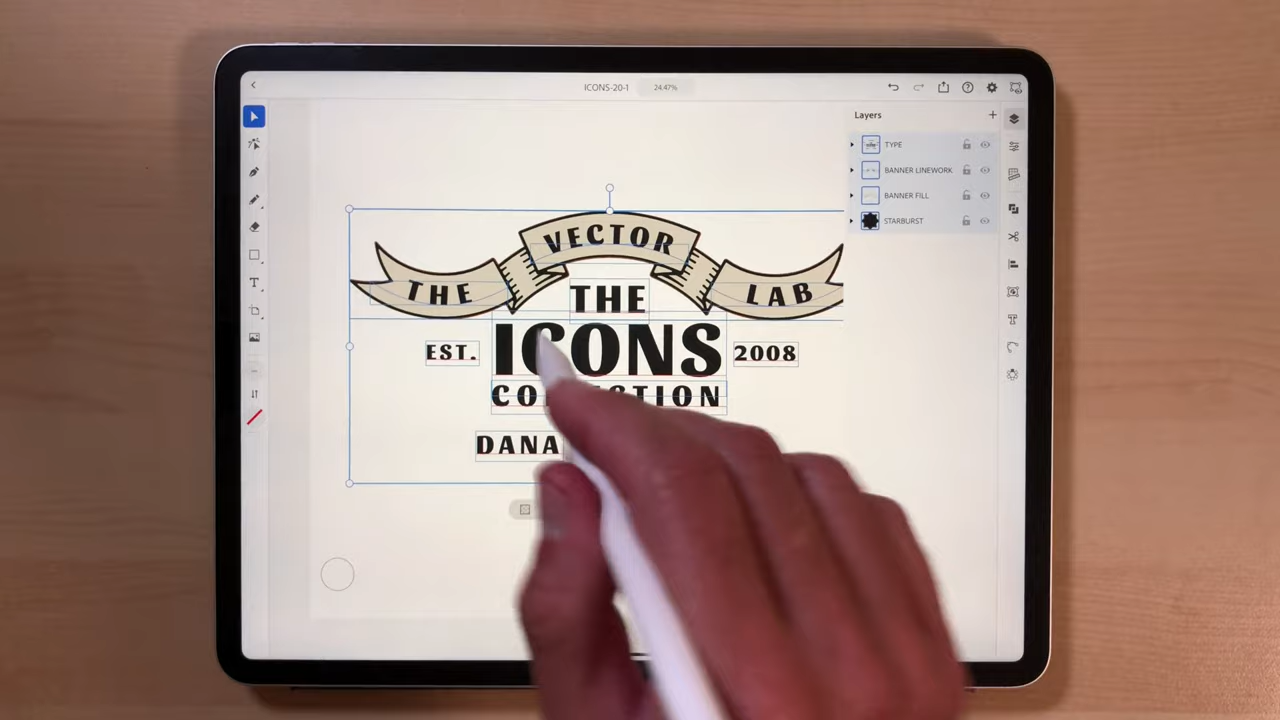 ICONS-20-1 24.47%
Layers
TYPE
BANNER LINEWORK
BANNER FILL
STARBURST
VECTOR
THE LAB
THE
EST. ICONS 2008
DANA